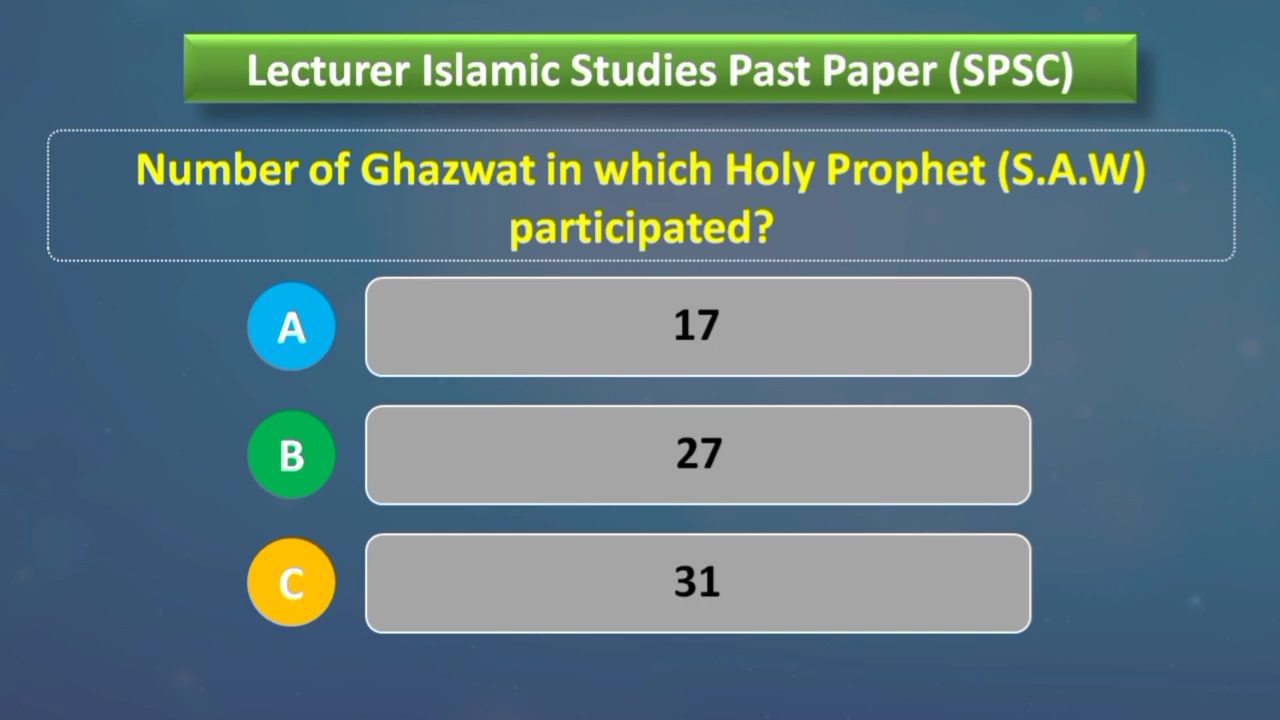 Lecturer Islamic Studies Past Paper (SPSC)
Number of Ghazwat in which Holy Prophet (S.A.W)
participated?
A 17
B 27
C 31